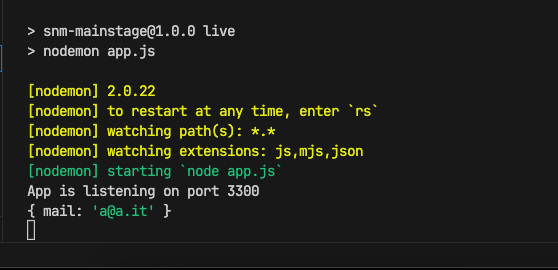 > snm-mainstage@1.0.0 live
> nodemon app.js
[nodemon] 2.0.22
[nodemon] to restart at any time, enter `rs`
[nodemon] watching path(s): *.*
[nodemon] watching extensions: js,mjs,json
[nodemon] starting `node app.js`
App is listening on port 3300
{ mail: 'a@a.it' }